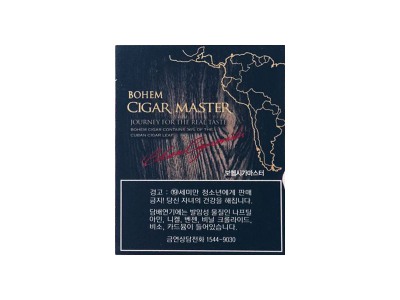 BOHEM
CIGAR MASTER
JOURNEY FOR THE REAL TASTE
BOHEM CIGAR CONTAINS 30% OF THE
CUBAN CIGAR LEAF
보헴시가마스터
경고 : ⑲세미만 청소년에게 판매
금지! 당신 자녀의 건강을 해칩니다.
담배연기에는 발암성 물질인 나프틸
아민, 니켈, 벤젠, 비닐 크롤라이드,
비소, 카드뮴이 들어있습니다.
금연상담전화 1544-9030